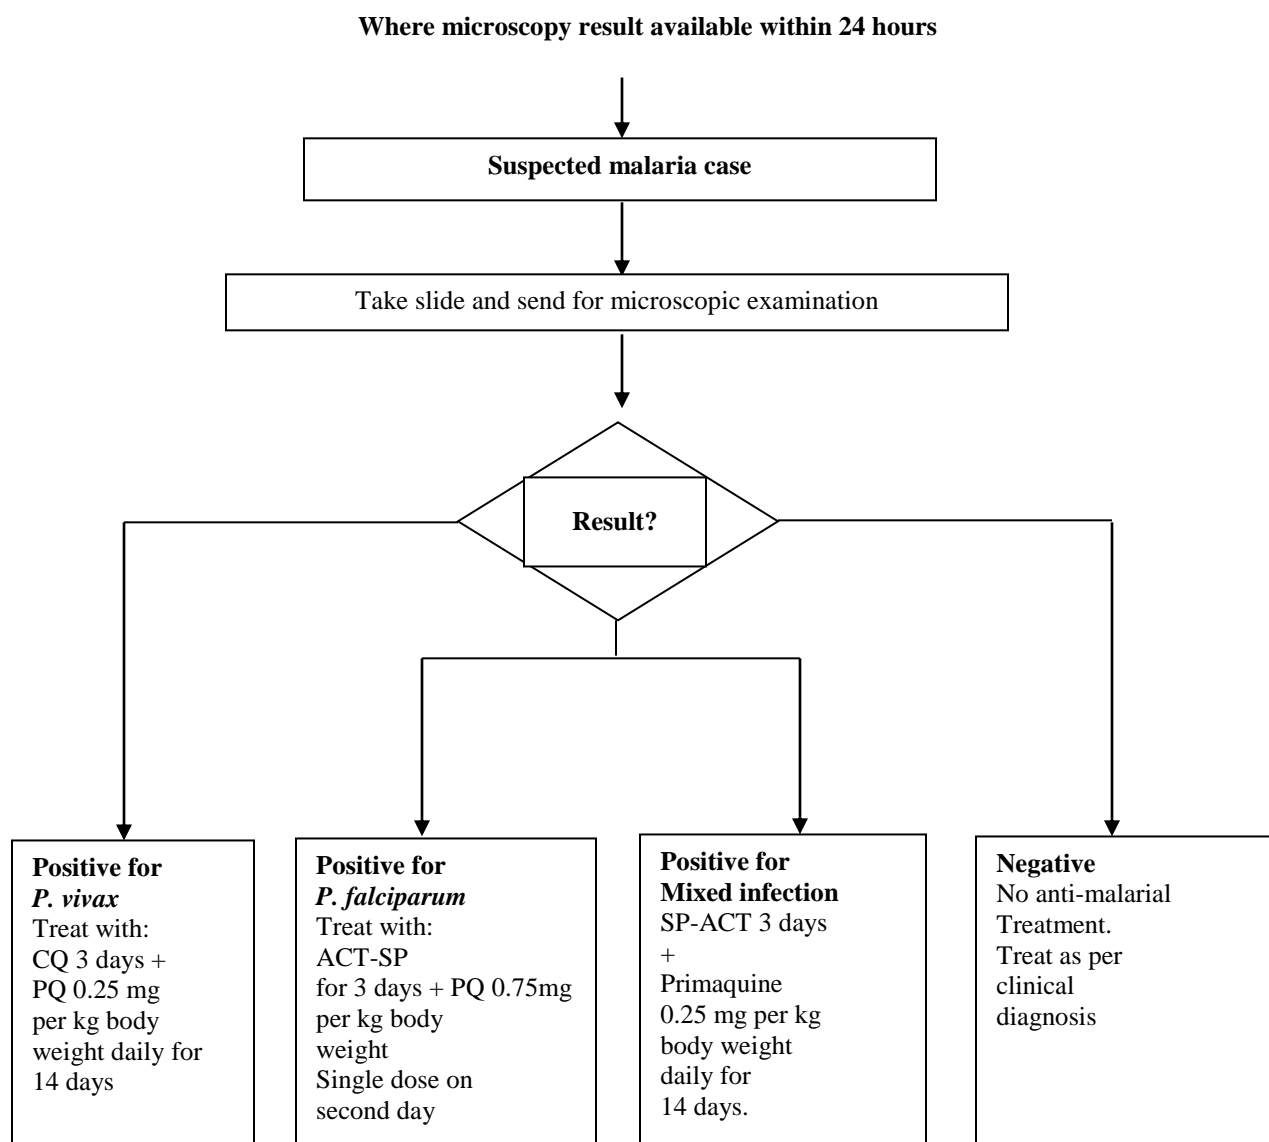 Where microscopy result available within 24 hours
Suspected malaria case
Take slide and send for microscopic examination
Result?
Positive for
P. vivax
Treat with:
CQ 3 days +
PQ 0.25 mg
per kg body
weight daily for
14 days
Positive for
P. falciparum
Treat with:
ACT-SP
for 3 days + PQ 0.75mg
per kg body
weight
Single dose on
second day
Positive for
Mixed infection
SP-ACT 3 days
+
Primaquine
0.25 mg per kg
body weight
daily for
14 days.
Negative
No anti-malarial
Treatment.
Treat as per
clinical
diagnosis